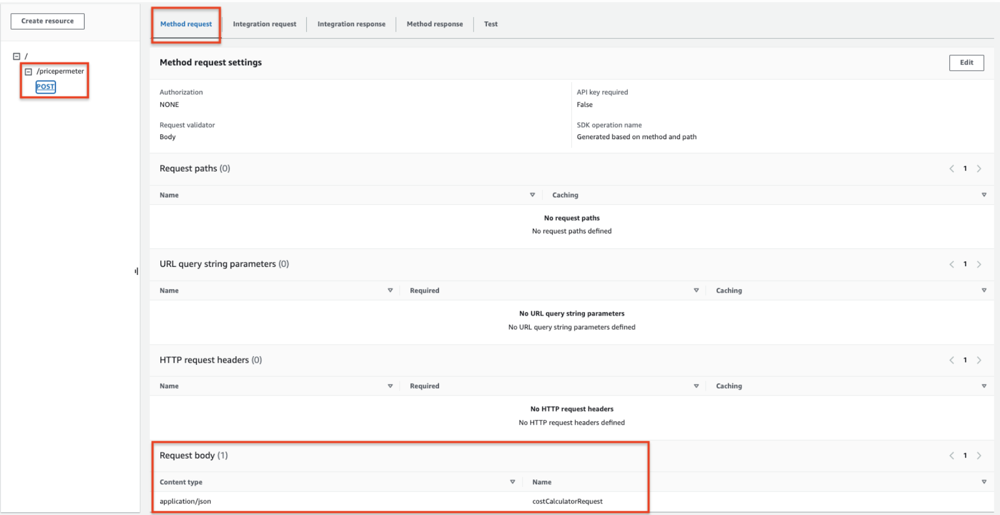 Create resource
/
/pricepermeter
POST
Method request
Integration request
Integration response
Method response
Test
Method request settings
Edit
Authorization
NONE
API key required
False
Request validator
Body
SDK operation name
Generated based on method and path
Request paths (0)
1
Name
Caching
No request paths
No request paths defined
URL query string parameters (0)
1
Name
Required
Caching
No URL query string parameters
No URL query string parameters defined
HTTP request headers (0)
1
Name
Required
Caching
No HTTP request headers
No HTTP request headers defined
Request body (1)
1
Content type
Name
application/json
costCalculatorRequest